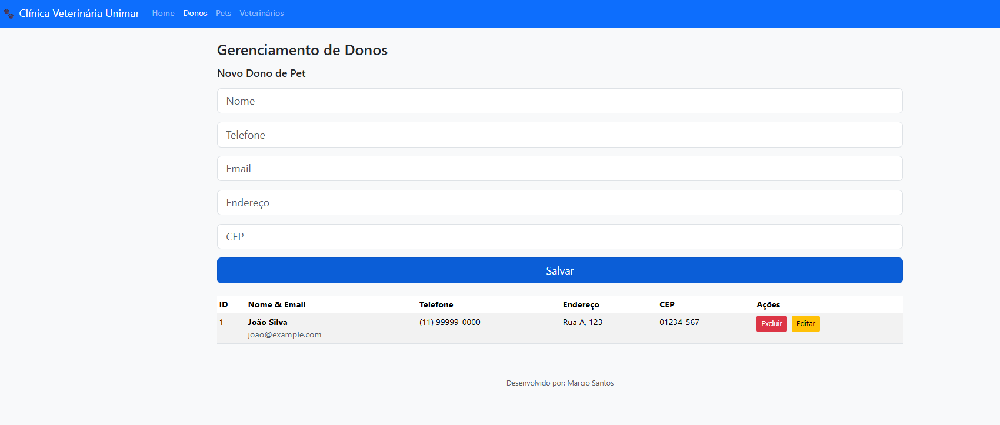 Clínica Veterinária Unimar Home Donos Pets Veterinários
Gerenciamento de Donos
Novo Dono de Pet
Nome
Telefone
Email
Endereço
CEP
Salvar
ID Nome & Email Telefone Endereço CEP Ações
1 João Silva (11) 99999-0000 Rua A, 123 01234-567 Excluir Editar
joao@example.com
Desenvolvido por: Marcio Santos